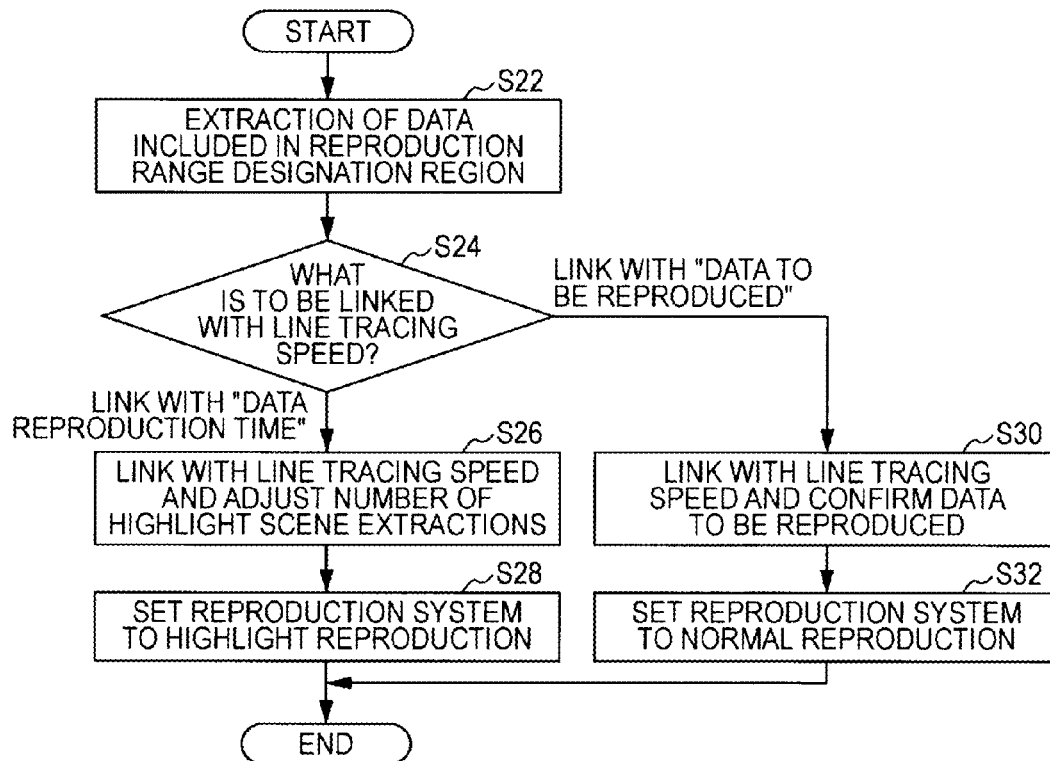 START
S22
EXTRACTION OF DATA
INCLUDED IN REPRODUCTION
RANGE DESIGNATION REGION
S24
WHAT
IS TO BE LINKED
WITH LINE TRACING
SPEED?
LINK WITH "DATA TO
BE REPRODUCED"
LINK WITH "DATA
REPRODUCTION TIME"
S26
LINK WITH LINE TRACING SPEED
AND ADJUST NUMBER OF
HIGHLIGHT SCENE EXTRACTIONS
S30
LINK WITH LINE TRACING
SPEED AND CONFIRM DATA
TO BE REPRODUCED
S28
SET REPRODUCTION SYSTEM
TO HIGHLIGHT REPRODUCTION
S32
SET REPRODUCTION SYSTEM
TO NORMAL REPRODUCTION
END